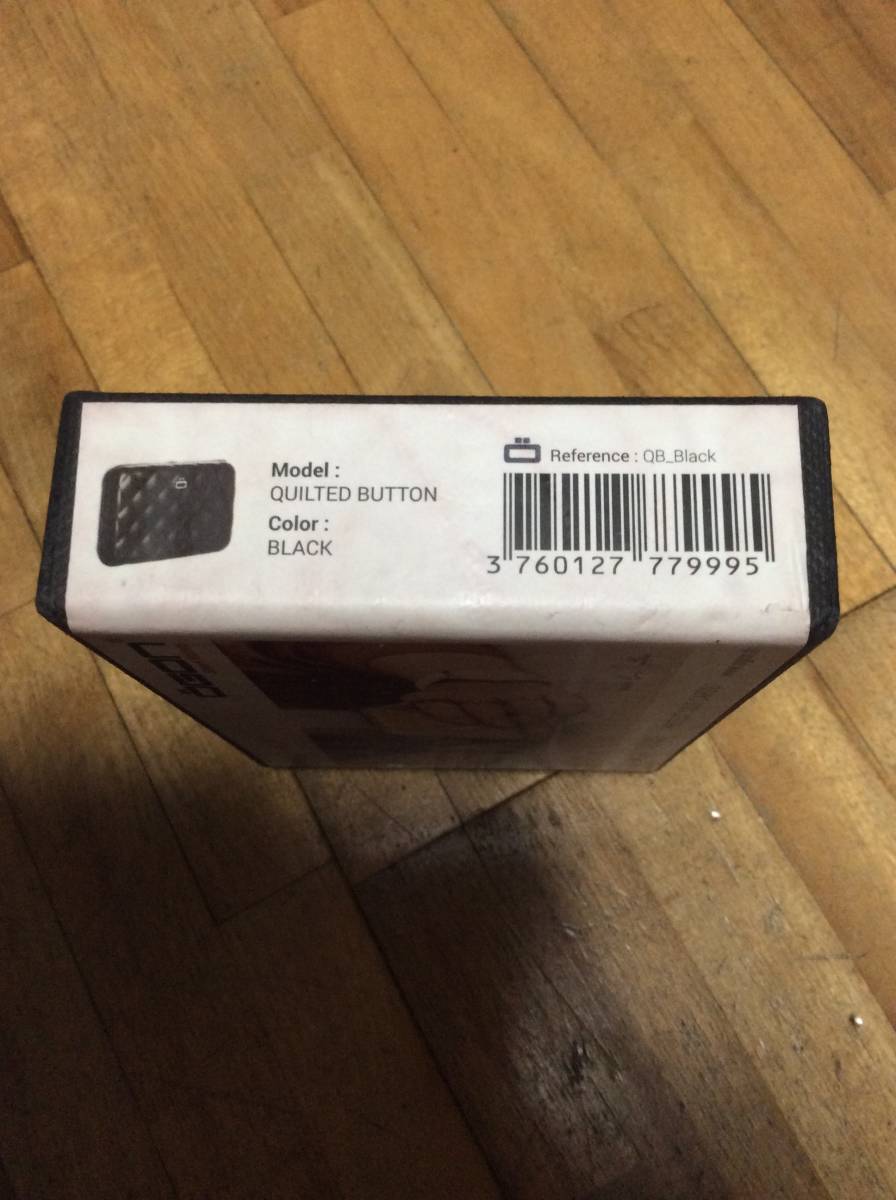 Model :
QUILTED BUTTON
Color :
BLACK
Reference : QB_Black
3 760127 779995